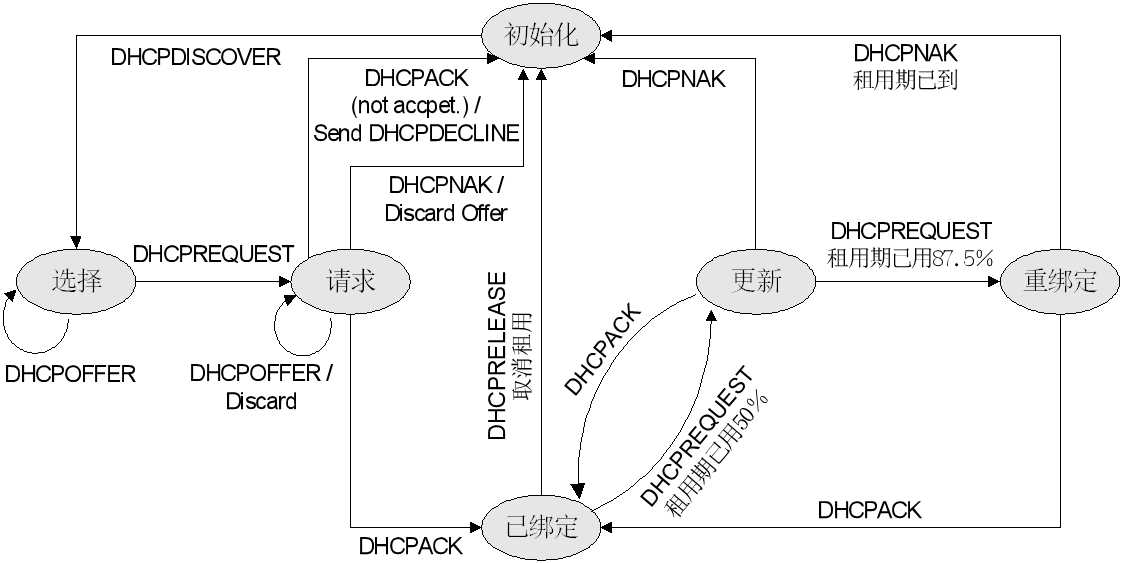 初始化
DHCPDISCOVER
DHCPACK
(not accpet.) /
Send DHCPDECLINE
DHCPNAK
DHCPNAK
租用期已到
DHCPNAK /
Discard Offer
DHCPREQUEST
DHCPREQUEST
租用期已用87.5%
选择
请求
更新
重绑定
DHCPOFFER
DHCPOFFER /
Discard
DHCPRELEASE
取消租用
DHCPACK
DHCPREQUEST
租用期已用50%
DHCPACK
已绑定
DHCPACK